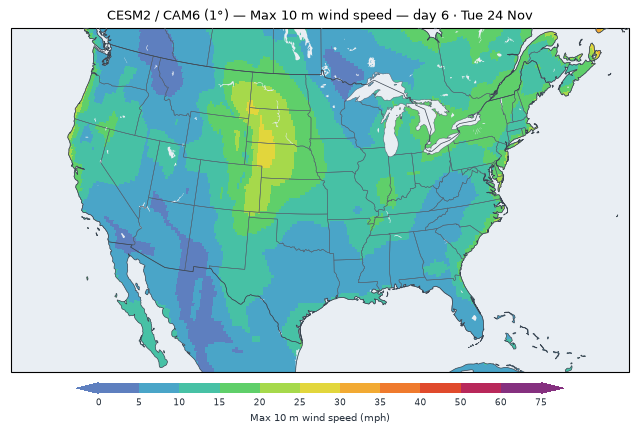 CESM2 / CAM6 (1°) — Max 10 m wind speed — day 6 · Tue 24 Nov
0 5 10 15 20 25 30 35 40 50 60 75
Max 10 m wind speed (mph)